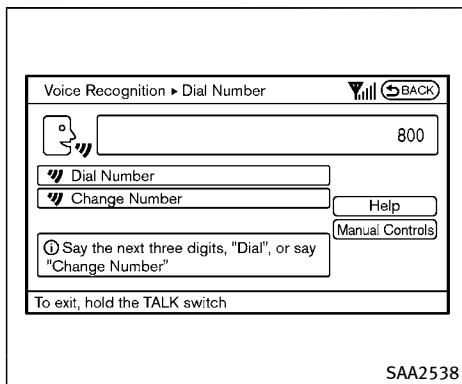 Voice Recognition ▸ Dial Number
BACK
800
Dial Number
Change Number
Help
Manual Controls
Say the next three digits, "Dial", or say
"Change Number"
To exit, hold the TALK switch
SAA2538